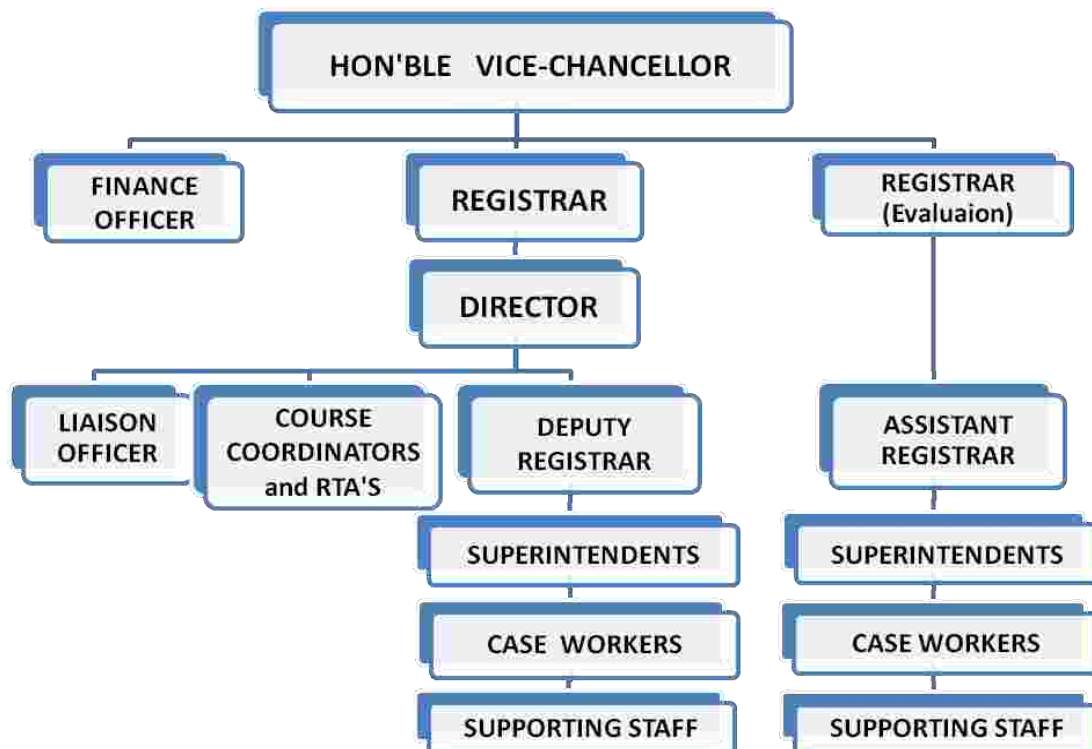 HON'BLE VICE-CHANCELLOR
FINANCE
OFFICER
REGISTRAR
REGISTRAR
(Evaluaion)
DIRECTOR
LIAISON
OFFICER
COURSE
COORDINATORS
and RTA'S
DEPUTY
REGISTRAR
ASSISTANT
REGISTRAR
SUPERINTENDENTS
SUPERINTENDENTS
CASE WORKERS
CASE WORKERS
SUPPORTING STAFF
SUPPORTING STAFF